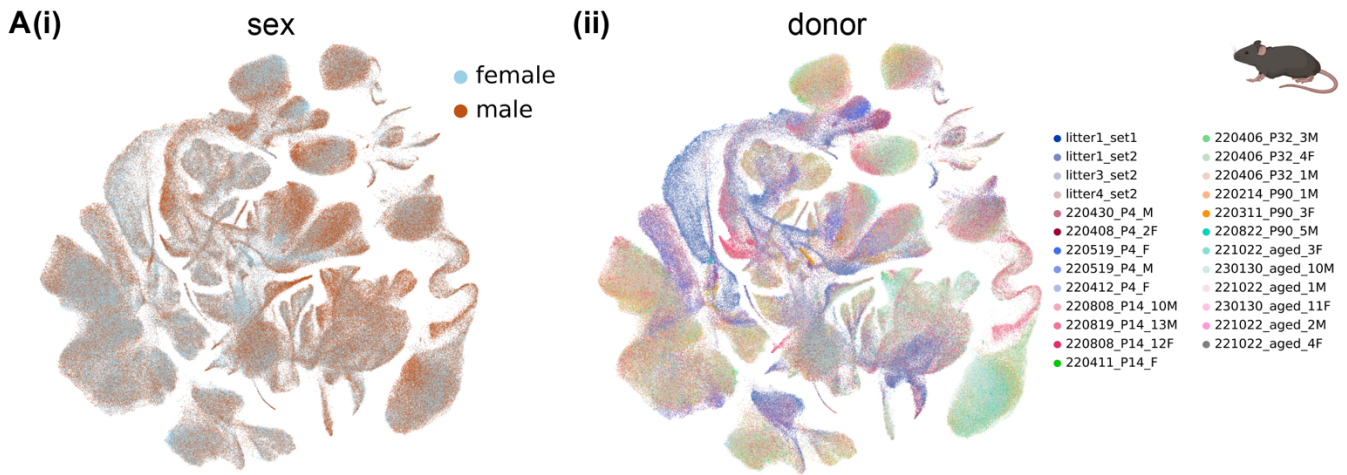 A(i) sex
female
male
(ii) donor
litter1_set1
litter1_set2
litter3_set2
litter4_set2
220430_P4_M
220408_P4_2F
220519_P4_F
220519_P4_M
220412_P4_F
220808_P14_10M
220819_P14_13M
220808_P14_12F
220411_P14_F
220406_P32_3M
220406_P32_4F
220406_P32_1M
220214_P90_1M
220311_P90_3F
220822_P90_5M
221022_aged_3F
230130_aged_10M
221022_aged_1M
230130_aged_11F
221022_aged_2M
221022_aged_4F